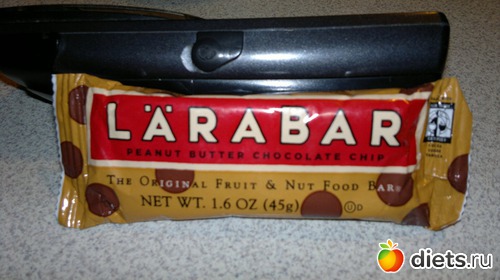 LÄRABAR
PEANUT BUTTER CHOCOLATE CHIP
THE ORIGINAL FRUIT & NUT FOOD BAR®
NET WT. 1.6 OZ (45g) Ⓤ D
diets.ru